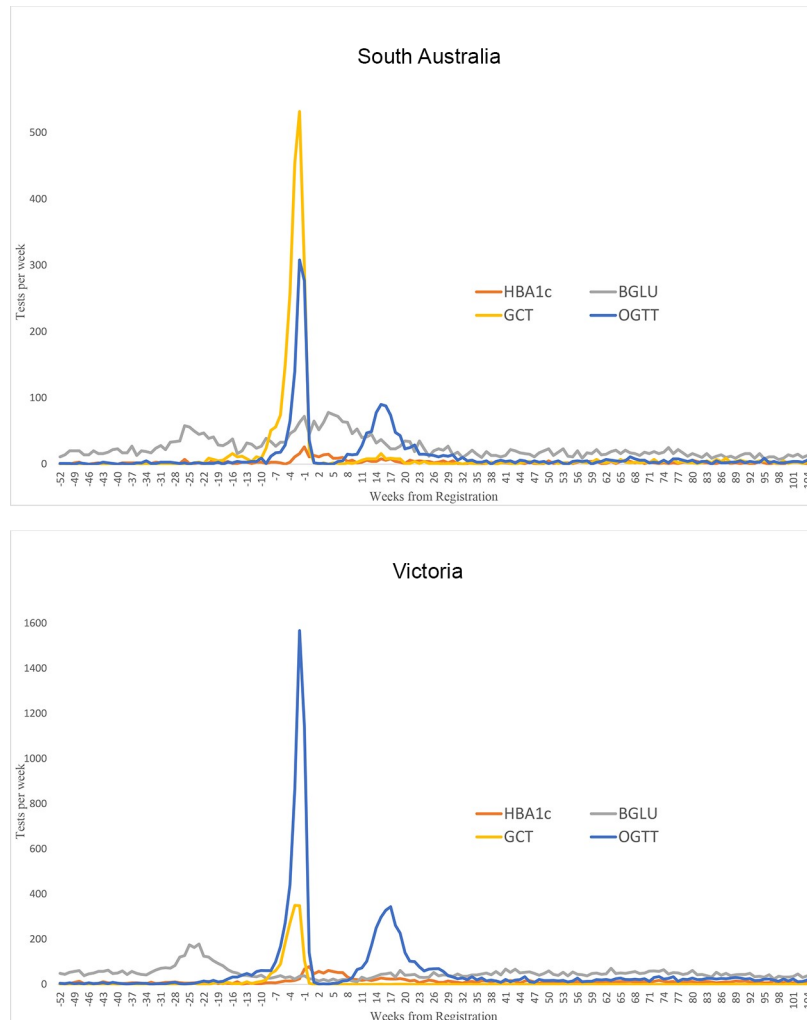 South Australia
500
400
300
200
100
0
Tests per week
HBA1c BGLU
GCT OGTT
-52 -49 -46 -43 -40 -37 -34 -31 -28 -25 -22 -19 -16 -13 -10 -7 -4 -1 2 5 8 11 14 17 20 23 26 29 32 35 38 41 44 47 50 53 56 59 62 65 68 71 74 77 80 83 86 89 92 95 98 101
Weeks from Registration
Victoria
1600
1400
1200
1000
800
600
400
200
0
Tests per week
HBA1c BGLU
GCT OGTT
-52 -49 -46 -43 -40 -37 -34 -31 -28 -25 -22 -19 -16 -13 -10 -7 -4 -1 2 5 8 11 14 17 20 23 26 29 32 35 38 41 44 47 50 53 56 59 62 65 68 71 74 77 80 83 86 89 92 95 98 101
Weeks from Registration